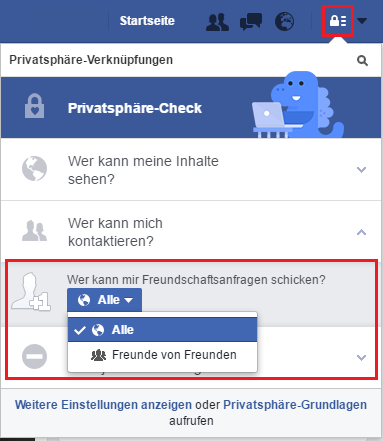 Startseite
Privatsphäre-Verknüpfungen
Privatsphäre-Check
Wer kann meine Inhalte
sehen?
Wer kann mich
kontaktieren?
Wer kann mir Freundschaftsanfragen schicken?
+1
Alle
Alle
Freunde von Freunden
Weitere Einstellungen anzeigen oder Privatsphäre-Grundlagen
aufrufen